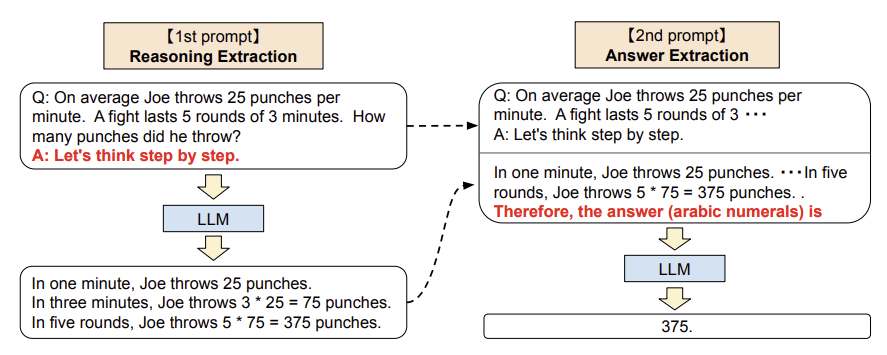 【1st prompt】
Reasoning Extraction
Q: On average Joe throws 25 punches per
minute. A fight lasts 5 rounds of 3 minutes. How
many punches did he throw?
A: Let's think step by step.
LLM
In one minute, Joe throws 25 punches.
In three minutes, Joe throws 3 * 25 = 75 punches.
In five rounds, Joe throws 5 * 75 = 375 punches.
【2nd prompt】
Answer Extraction
Q: On average Joe throws 25 punches per
minute. A fight lasts 5 rounds of 3 ･･･
A: Let's think step by step.
In one minute, Joe throws 25 punches. ･･･In five
rounds, Joe throws 5 * 75 = 375 punches. .
Therefore, the answer (arabic numerals) is
LLM
375.